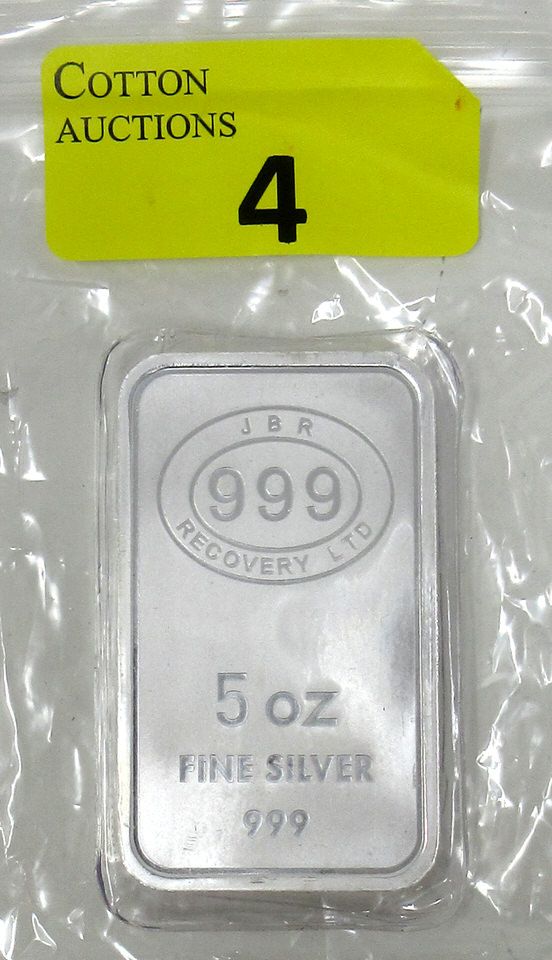 COTTON
AUCTIONS
4
JBR
999
RECOVERY LTD
5 oz
FINE SILVER
999